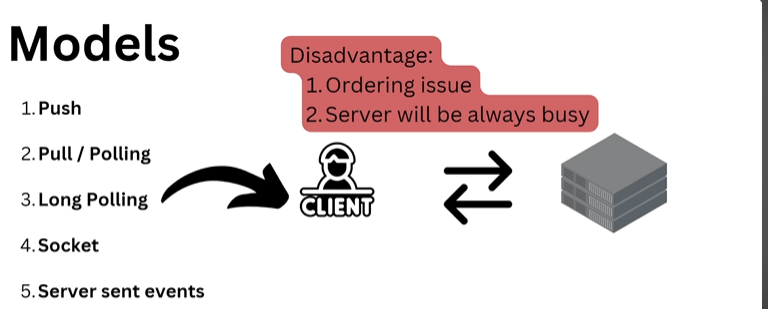 Models
1. Push
2. Pull / Polling
3. Long Polling
4. Socket
5. Server sent events
Disadvantage:
1. Ordering issue
2. Server will be always busy
CLIENT